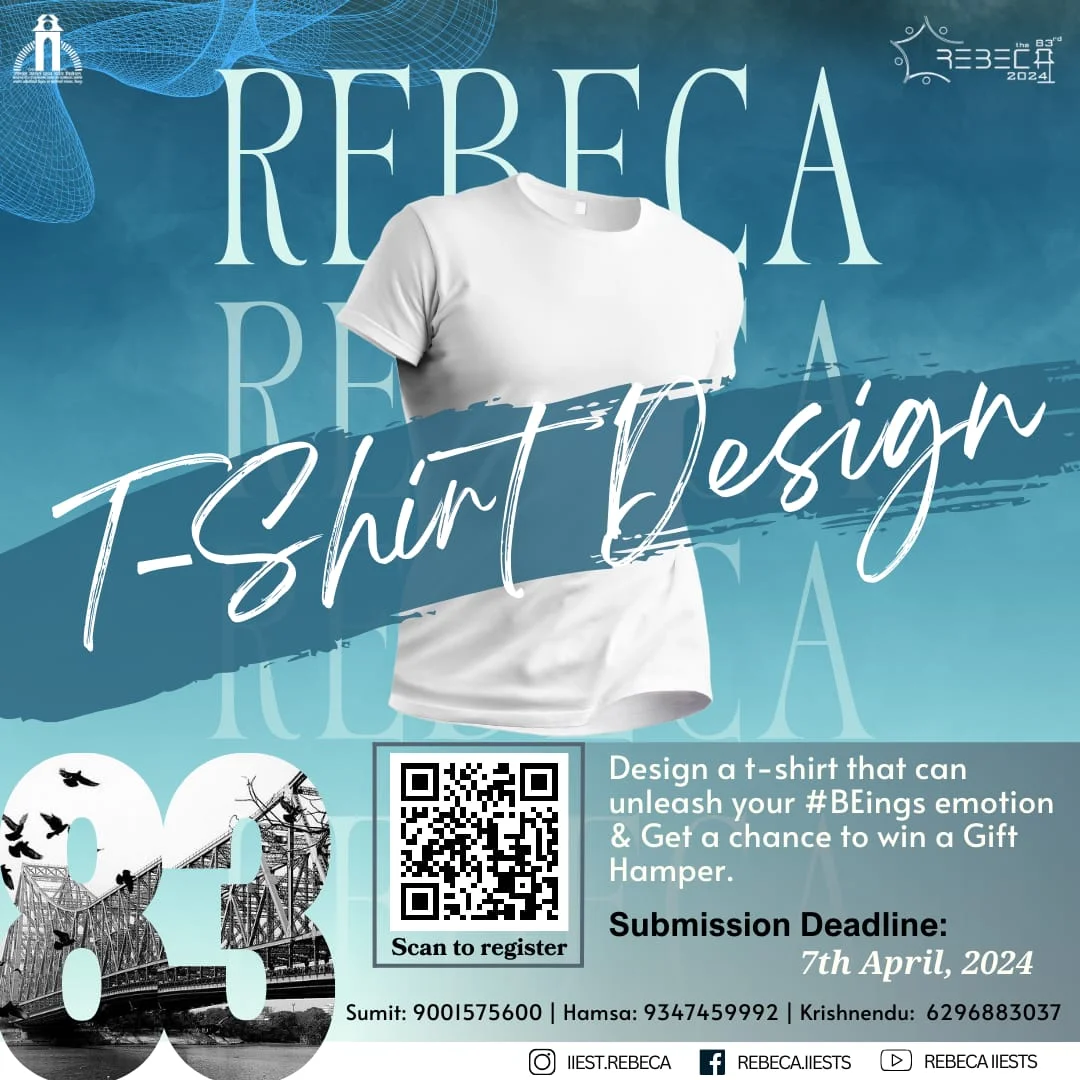 the 83rd
REBECA
2024
REBECA
REBECA
T-Shirt Design
REBECA
83
Scan to register
Design a t-shirt that can
unleash your #BEings emotion
& Get a chance to win a Gift
Hamper.
Submission Deadline:
7th April, 2024
Sumit: 9001575600 | Hamsa: 9347459992 | Krishnendu: 6296883037
IIEST.REBECA
REBECA.IIESTS
REBECA IIESTS